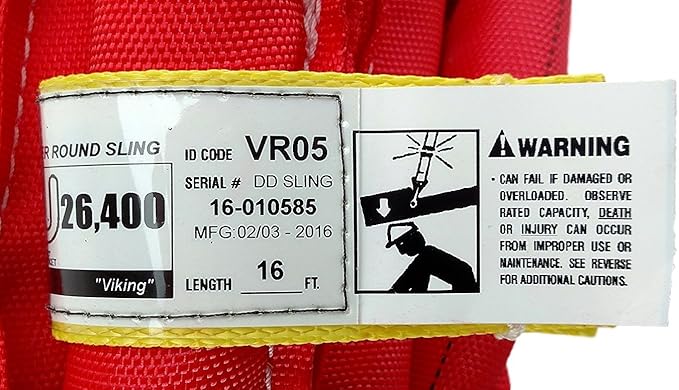 ER ROUND SLING
26,400
"Viking"
ID CODE VR05
SERIAL # DD SLING
16-010585
MFG:02/03 - 2016
LENGTH 16 FT.
WARNING
• CAN FAIL IF DAMAGED OR
OVERLOADED. OBSERVE
RATED CAPACITY, DEATH
OR INJURY CAN OCCUR
FROM IMPROPER USE OR
MAINTENANCE. SEE REVERSE
FOR ADDITIONAL CAUTIONS.